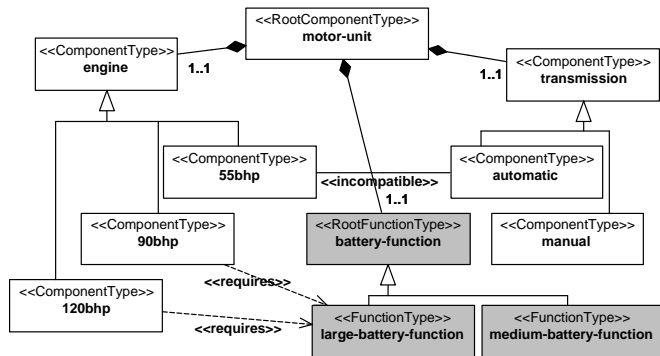 <<RootComponentType>>
motor-unit
<<ComponentType>>
engine
1..1
1..1
<<ComponentType>>
transmission
<<ComponentType>>
55bhp
<<incompatible>>
<<ComponentType>>
automatic
1..1
<<ComponentType>>
90bhp
<<RootFunctionType>>
battery-function
<<ComponentType>>
manual
<<requires>>
<<ComponentType>>
120bhp
<<requires>>
<<FunctionType>>
large-battery-function
<<FunctionType>>
medium-battery-function